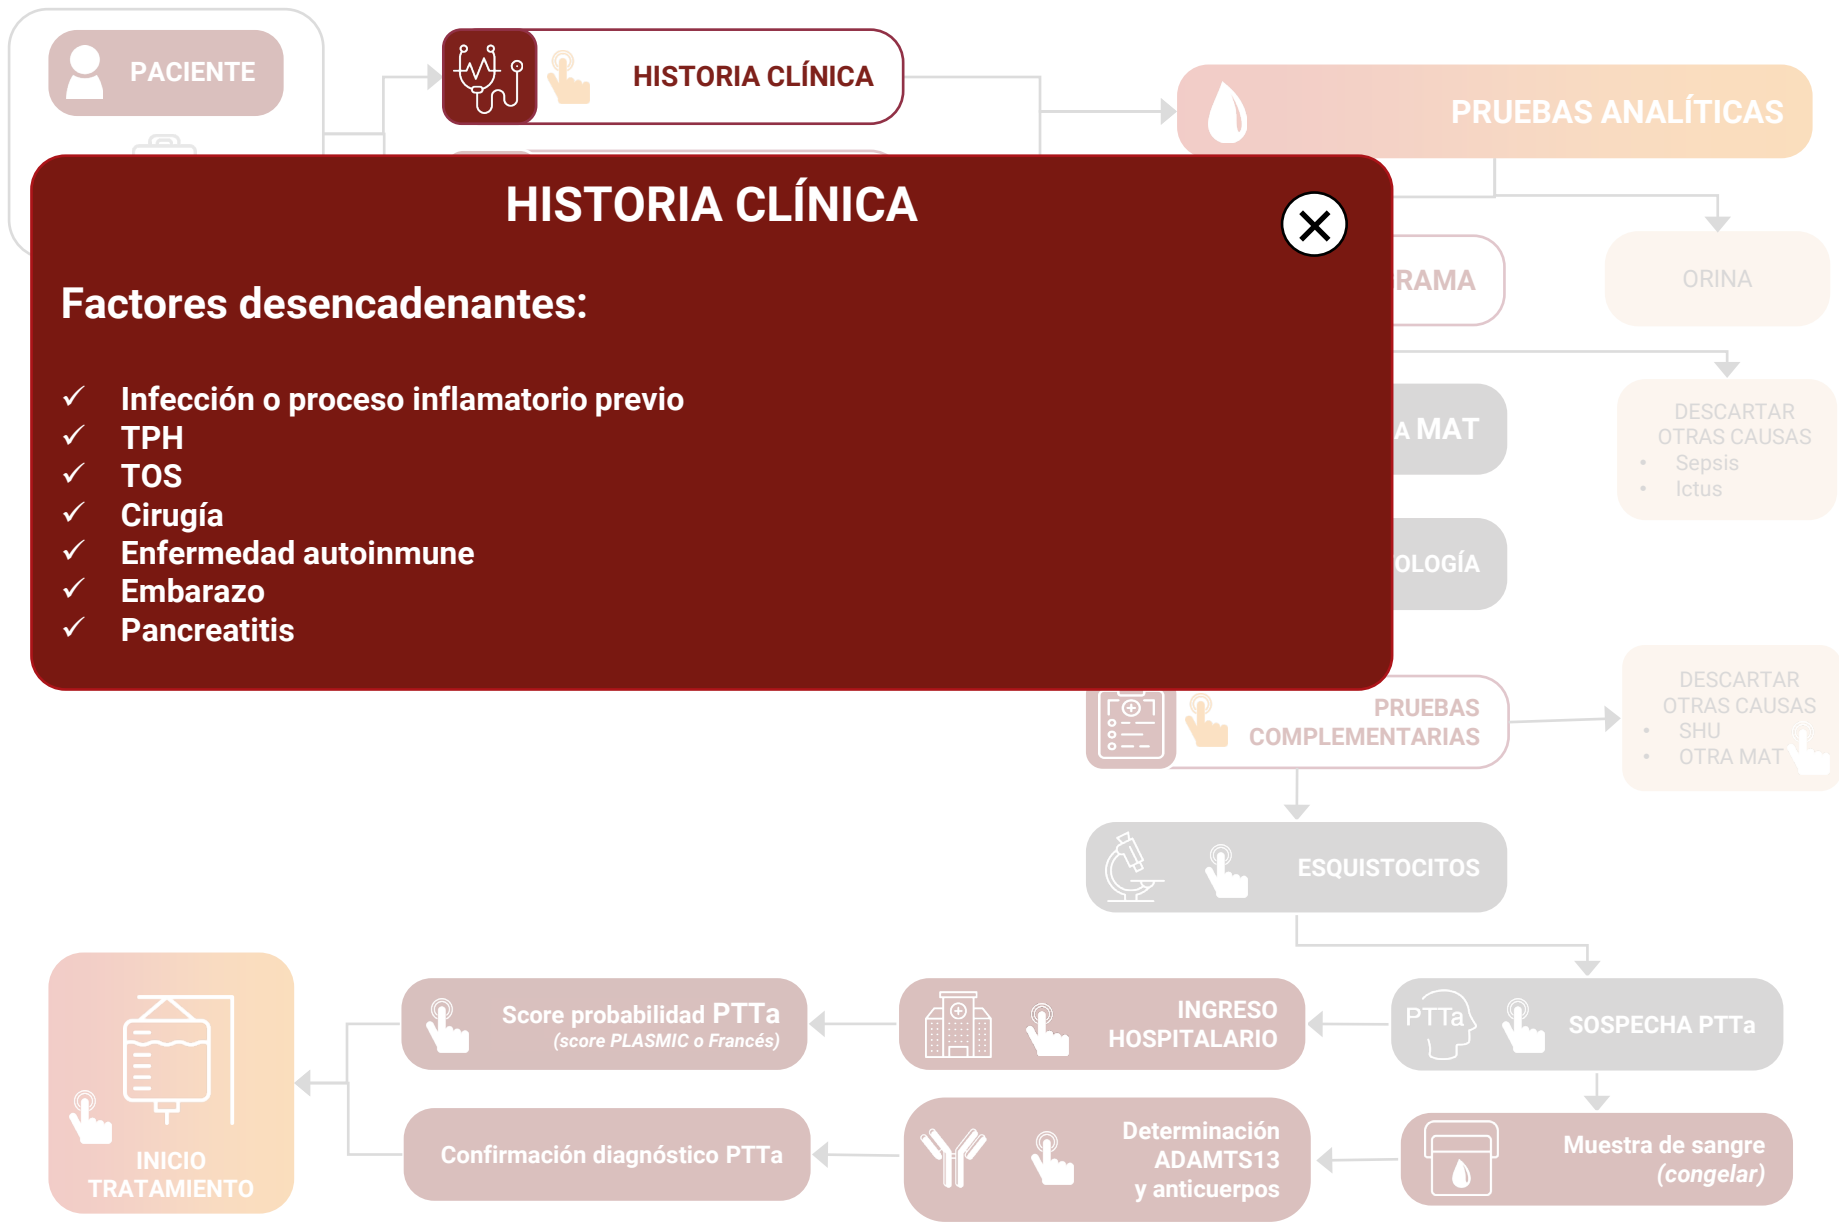 PACIENTE
HISTORIA CLÍNICA
PRUEBAS ANALÍTICAS
HISTORIA CLÍNICA
Factores desencadenantes:
✓ Infección o proceso inflamatorio previo
✓ TPH
✓ TOS
✓ Cirugía
✓ Enfermedad autoinmune
✓ Embarazo
✓ Pancreatitis
ORINA
MAT
DESCARTAR
OTRAS CAUSAS
• Sepsis
• Ictus
PRUEBAS
COMPLEMENTARIAS
DESCARTAR
OTRAS CAUSAS
• SHU
• OTRA MAT
ESQUISTOCITOS
PTTa
SOSPECHA PTTa
INGRESO
HOSPITALARIO
Score probabilidad PTTa
(score PLASMIC o Francés)
INICIO
TRATAMIENTO
Confirmación diagnóstico PTTa
Determinación
ADAMTS13
y anticuerpos
Muestra de sangre
(congelar)